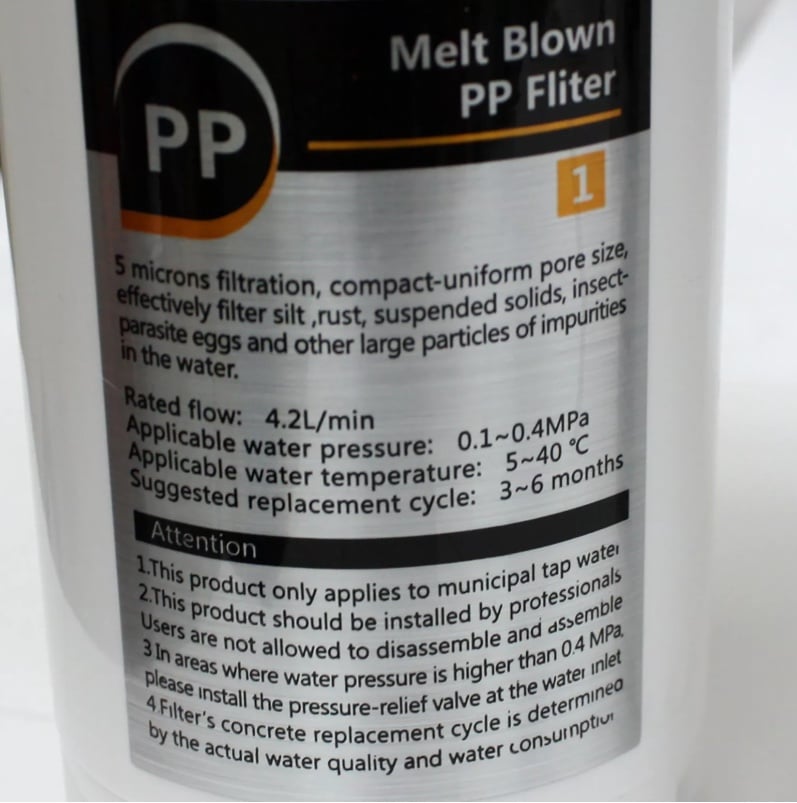 PP
Melt Blown
PP Fliter
1
5 microns filtration, compact-uniform pore size,
effectively filter silt ,rust, suspended solids, insect-
parasite eggs and other large particles of impurities
in the water.
Rated flow: 4.2L/min
Applicable water pressure: 0.1~0.4MPa
Applicable water temperature: 5~40 °C
Suggested replacement cycle: 3~6 months
Attention
1.This product only applies to municipal tap water
2.This product should be installed by professionals
Users are not allowed to disassemble and assemble
3 In areas where water pressure is higher than 0.4 MPa,
please install the pressure-relief valve at the water inlet
4.Filter's concrete replacement cycle is determined
by the actual water quality and water consumption